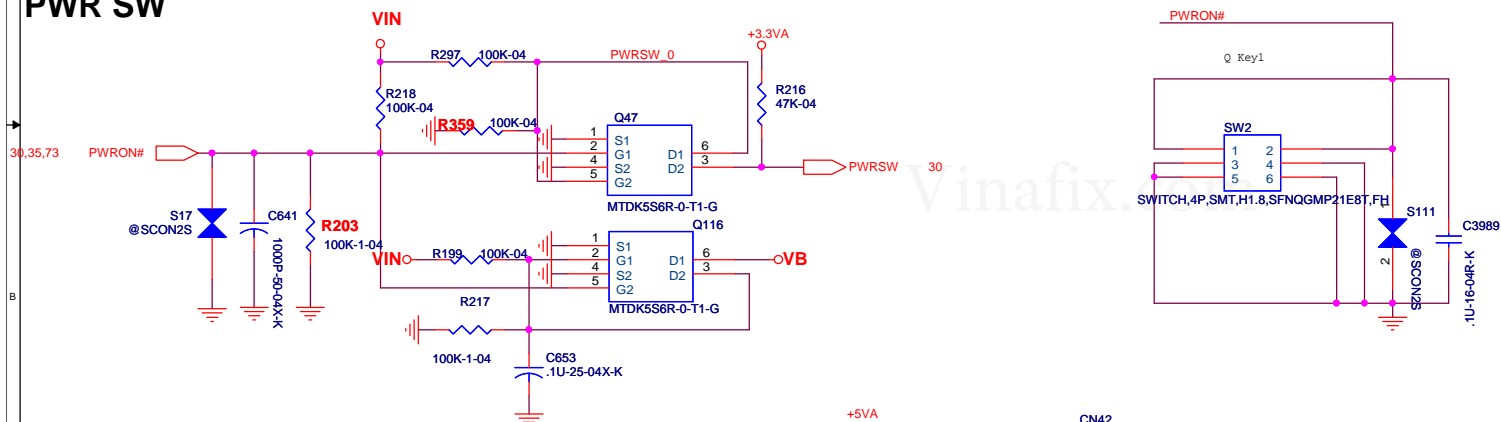 PWR SW
VIN
R297 100K-04
PWRSW_0
+3.3VA
R218
100K-04
R216
47K-04
R359 100K-04
Q47
1 S1
2 G1
4 S2
5 G2
D1 6
D2 3
MTDK5S6R-0-T1-G
30,35,73 PWRON#
PWRSW 30
S17
@SCON2S
C641
1000P-50-04X-K
R203
100K-1-04
VIN
R199 100K-04
Q116
1 S1
2 G1
4 S2
5 G2
D1 6
D2 3
MTDK5S6R-0-T1-G
VB
R217
100K-1-04
C653
.1U-25-04X-K
B
+5VA
PWRON#
Q Key1
SW2
1 2
3 4
5 6
SWITCH,4P,SMT,H1.8,SFNQGMP21E8T,FH
1
S111
2
@SCON2S
C3989
.1U-16-04R-K
CN42
Vinafix.com